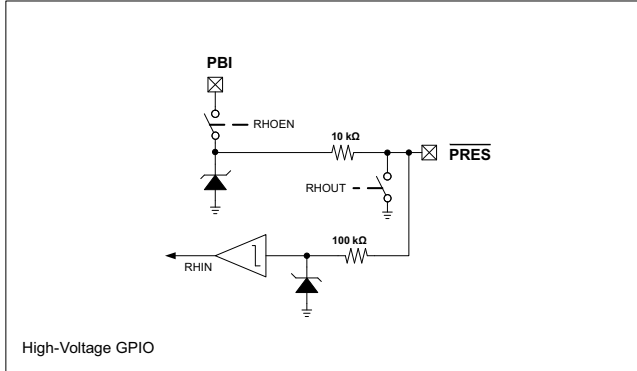 PBI
RHOEN
10 kΩ
PRES
RHOUT
100 kΩ
RHIN
High-Voltage GPIO